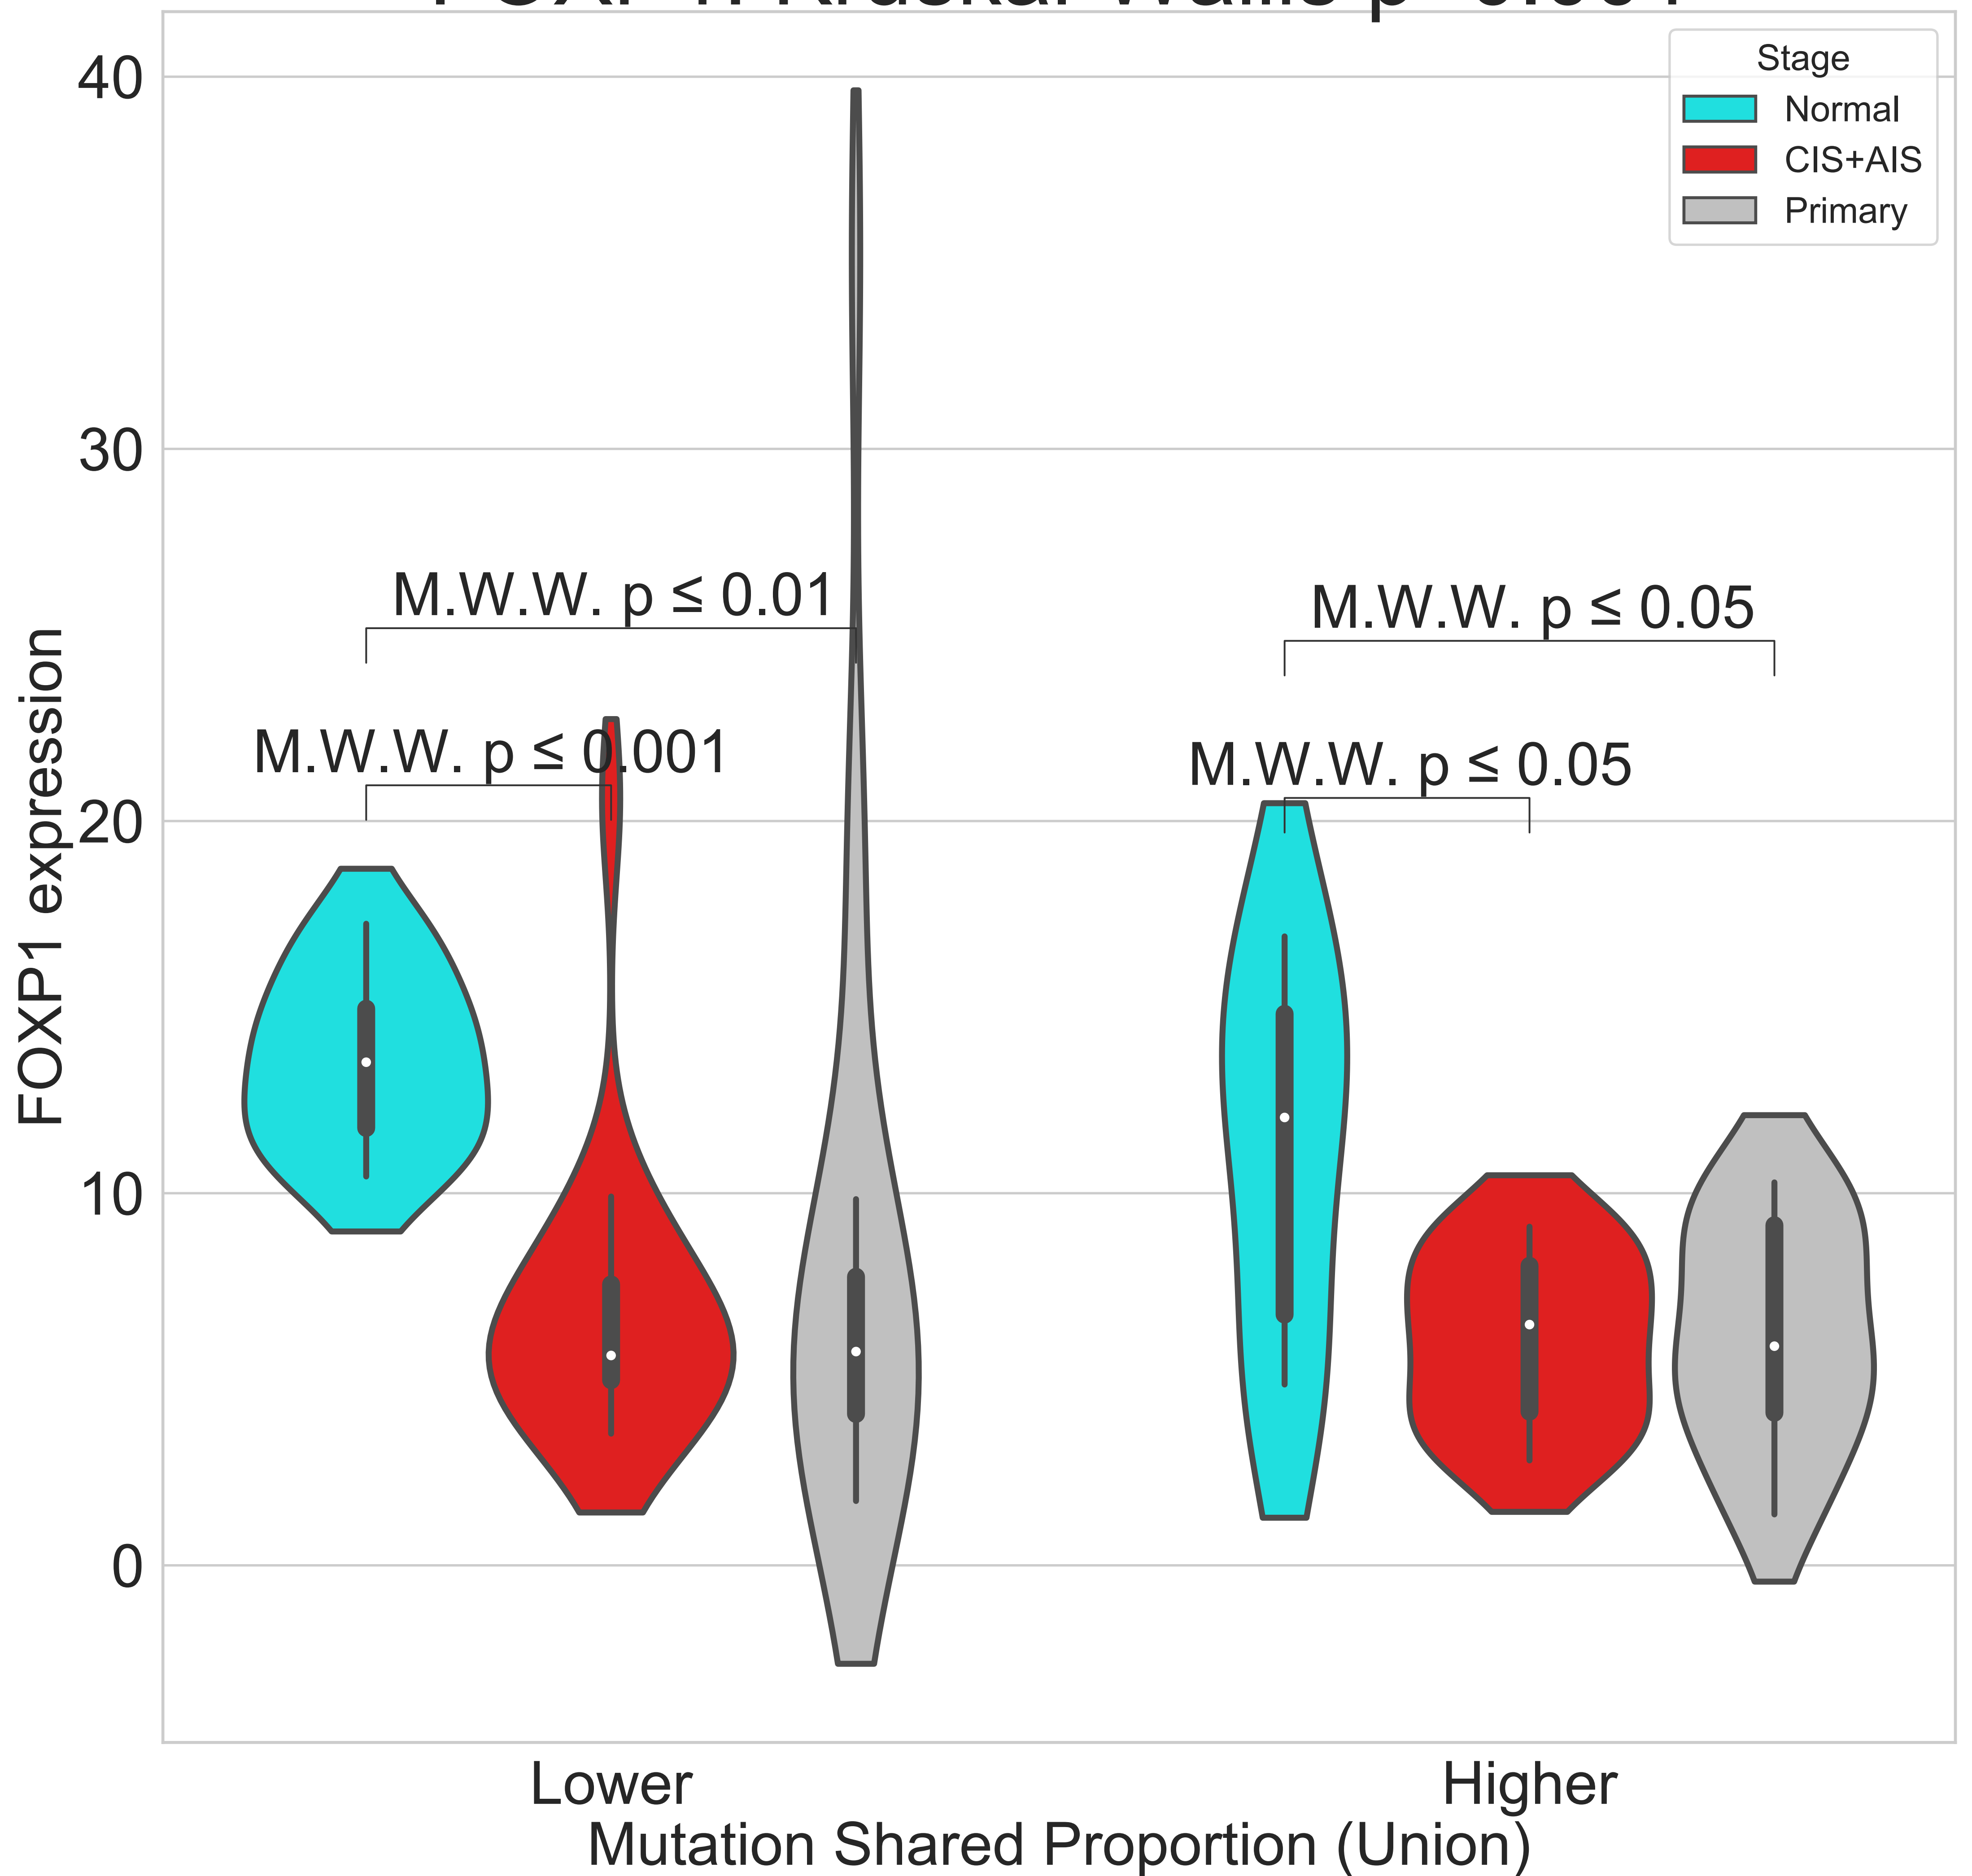 Stage
Normal
CIS+AIS
Primary
40
30
20
10
0
FOXP1 expression
M.W.W. p ≤ 0.01
M.W.W. p ≤ 0.001
M.W.W. p ≤ 0.05
M.W.W. p ≤ 0.05
Lower
Higher
Mutation Shared Proportion (Union)